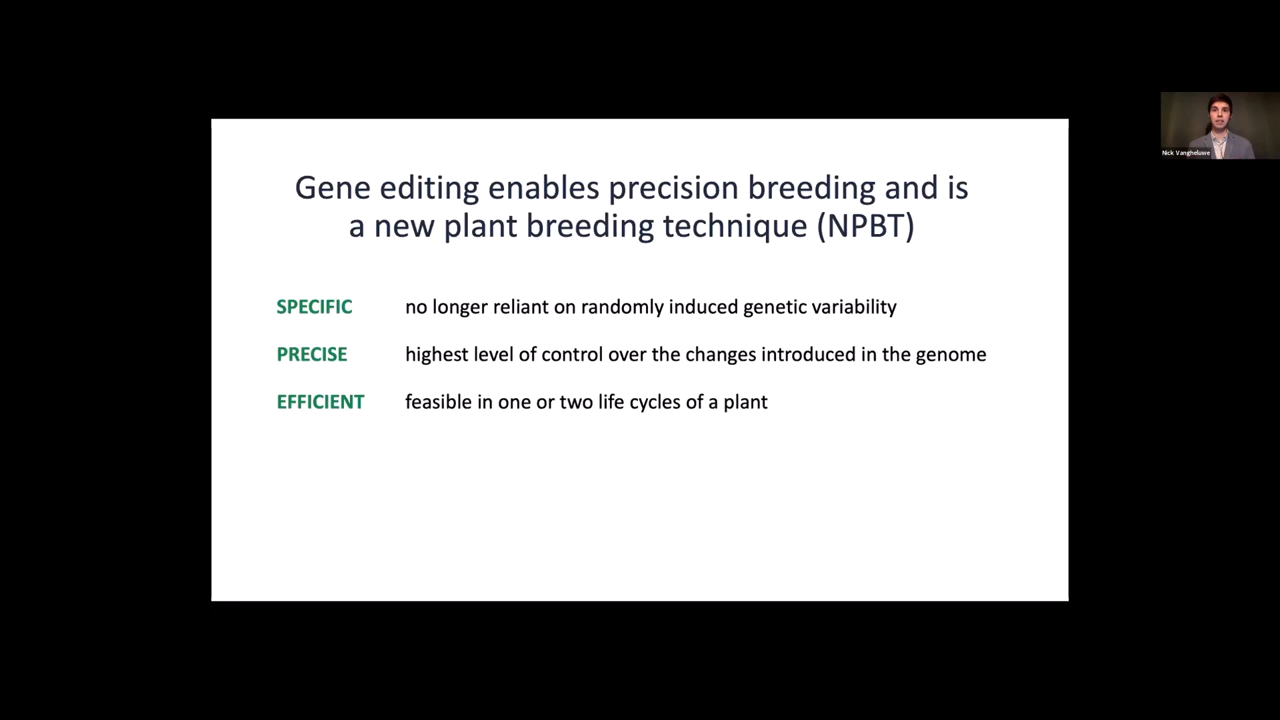 Gene editing enables precision breeding and is
a new plant breeding technique (NPBT)
SPECIFIC no longer reliant on randomly induced genetic variability
PRECISE highest level of control over the changes introduced in the genome
EFFICIENT feasible in one or two life cycles of a plant
Nick Vangheluwe